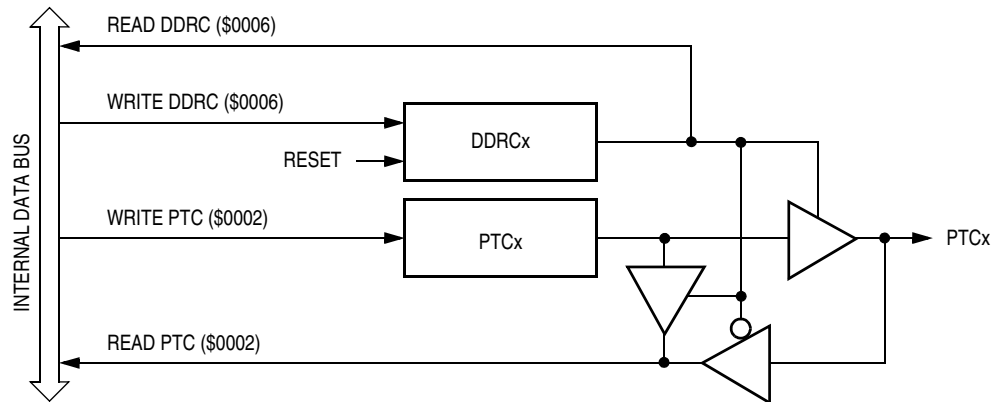 READ DDRC ($0006)
WRITE DDRC ($0006)
DDRCx
RESET
WRITE PTC ($0002)
PTCx
PTCx
READ PTC ($0002)
INTERNAL DATA BUS